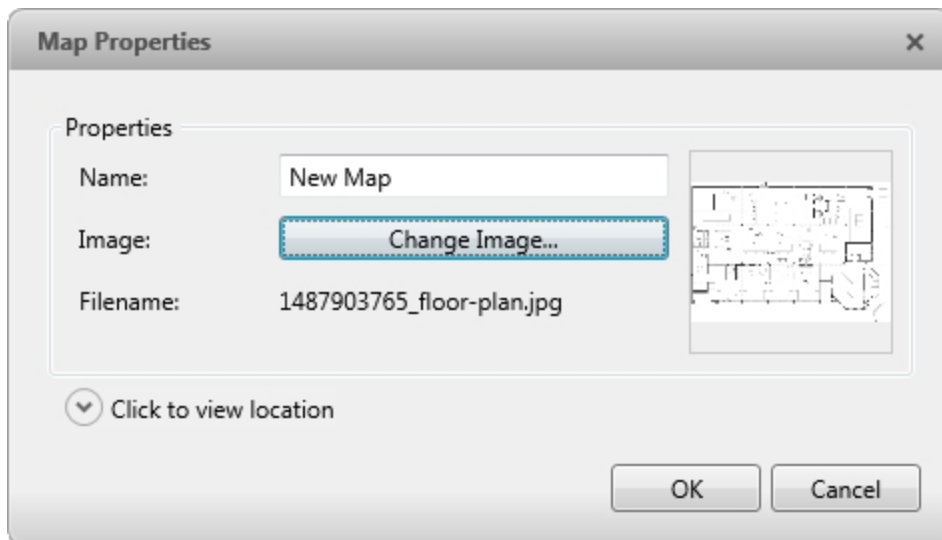 Map Properties
Properties
Name: New Map
Image: Change Image...
Filename: 1487903765_floor-plan.jpg
Click to view location
OK Cancel